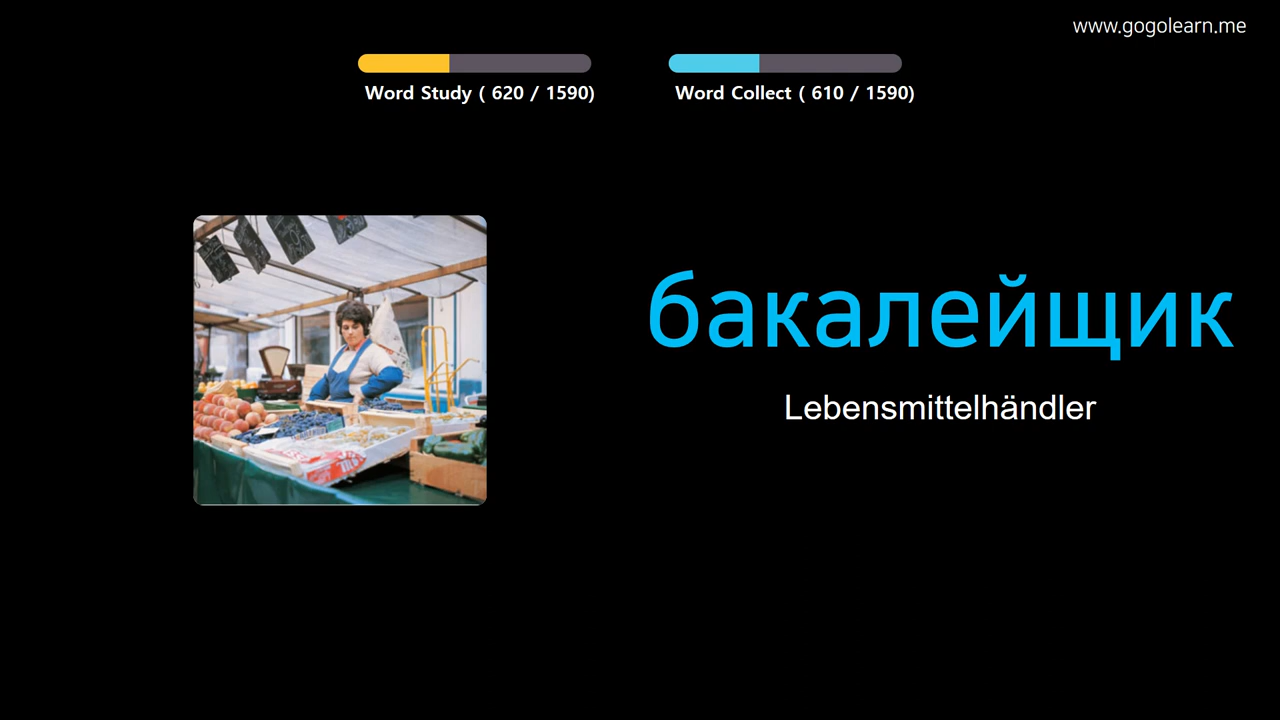 www.gogolearn.me
Word Study ( 620 / 1590)
Word Collect ( 610 / 1590)
бакалейщик
Lebensmittelhändler